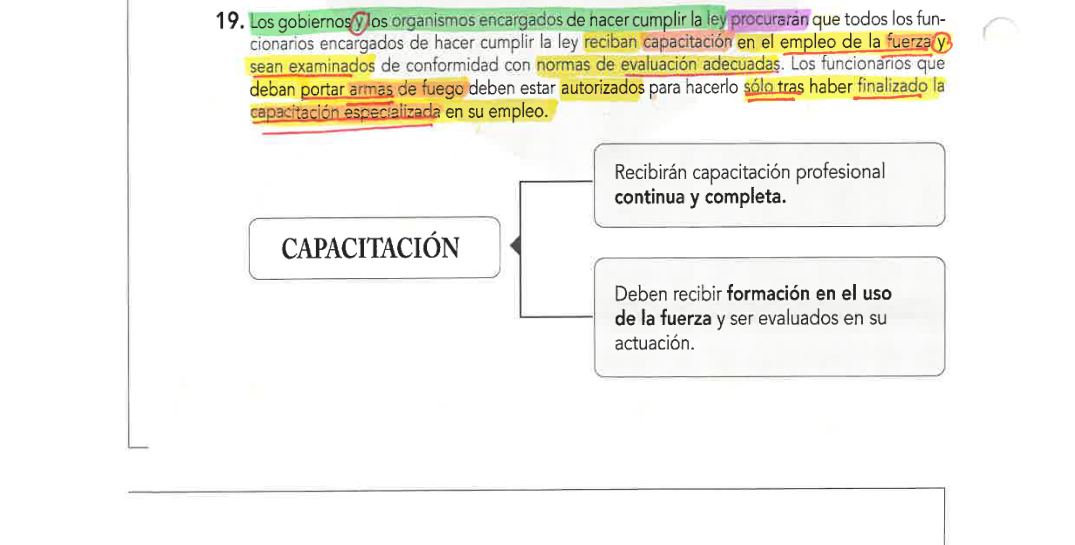 19. Los gobiernos y los organismos encargados de hacer cumplir la ley procurarán que todos los fun-
cionarios encargados de hacer cumplir la ley reciban capacitación en el empleo de la fuerza y
sean examinados de conformidad con normas de evaluación adecuadas. Los funcionarios que
deban portar armas de fuego deben estar autorizados para hacerlo sólo tras haber finalizado la
capacitación especializada en su empleo.
CAPACITACIÓN
Recibirán capacitación profesional
continua y completa.
Deben recibir formación en el uso
de la fuerza y ser evaluados en su
actuación.